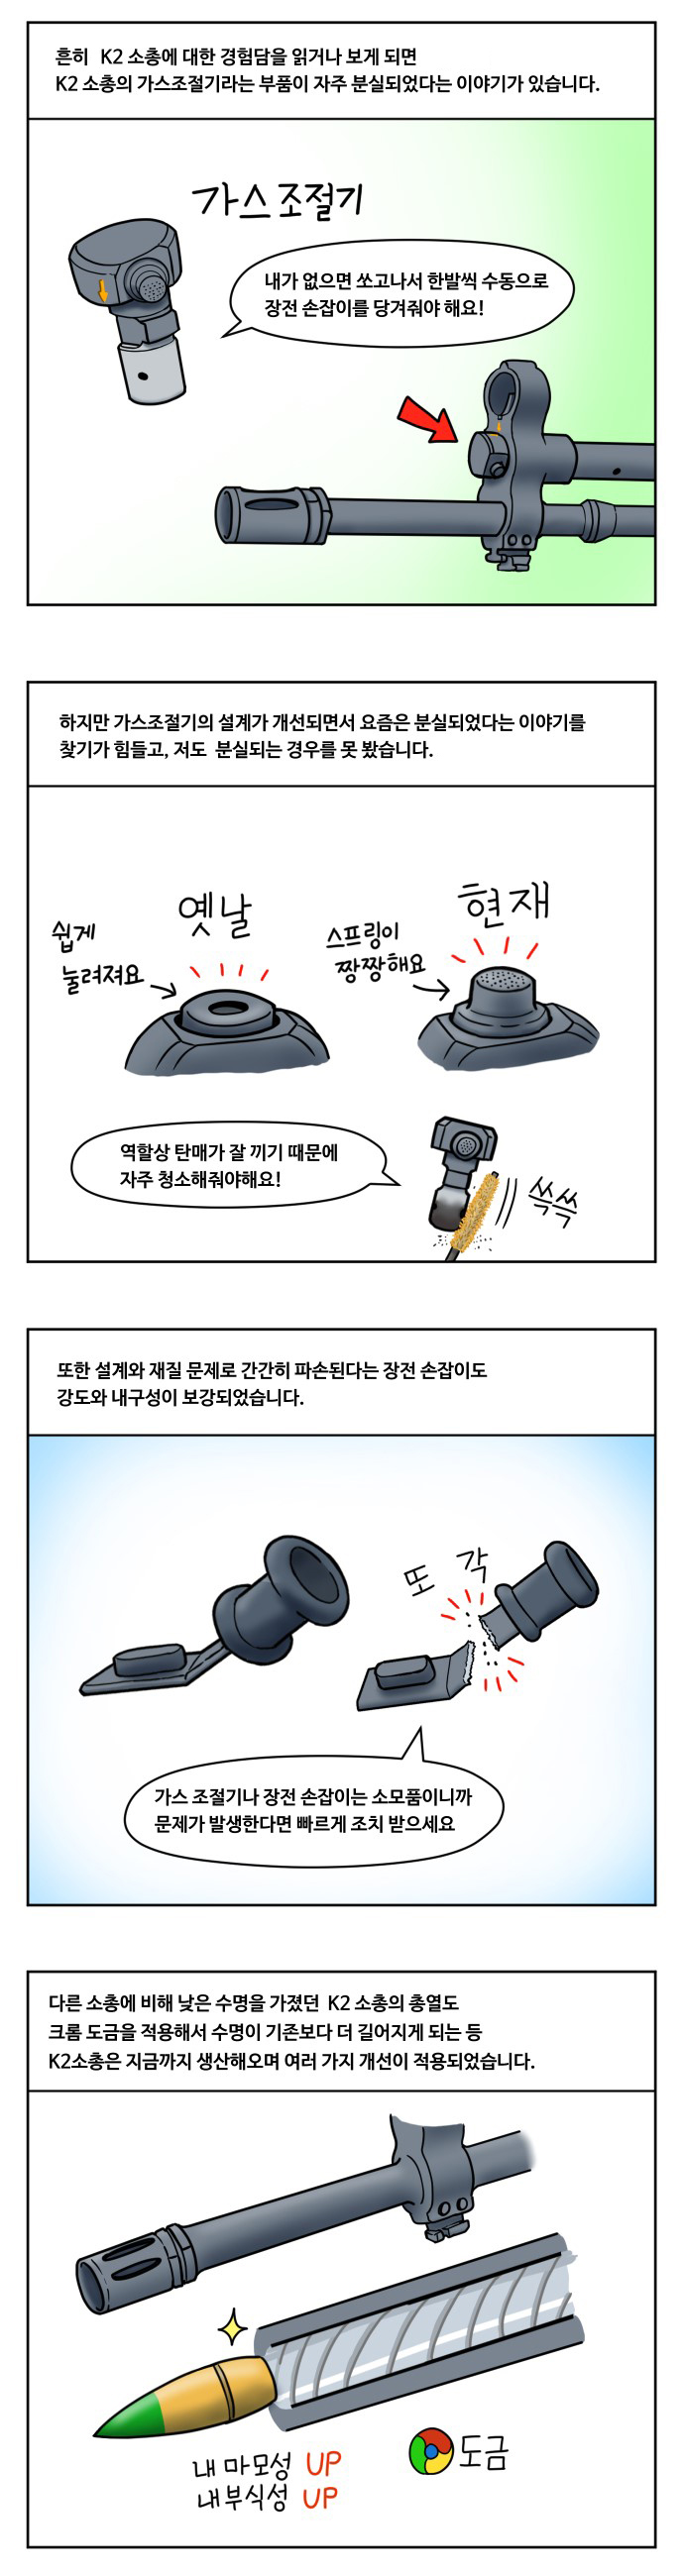 흔히 K2 소총에 대한 경험담을 읽거나 보게 되면
K2 소총의 가스조절기라는 부품이 자주 분실되었다는 이야기가 있습니다.
가스조절기
내가 없으면 쏘고나서 한발씩 수동으로
장전 손잡이를 당겨줘야 해요!
하지만 가스조절기의 설계가 개선되면서 요즘은 분실되었다는 이야기를
찾기가 힘들고, 저도 분실되는 경우를 못 봤습니다.
옛날
현재
쉽게
눌려져요
스프링이
짱짱해요
역할상 탄매가 잘 끼기 때문에
자주 청소해줘야해요!
쓱쓱
또한 설계와 재질 문제로 간간히 파손된다는 장전 손잡이도
강도와 내구성이 보강되었습니다.
또 각
가스 조절기나 장전 손잡이는 소모품이니까
문제가 발생한다면 빠르게 조치 받으세요
다른 소총에 비해 낮은 수명을 가졌던 K2 소총의 총열도
크롬 도금을 적용해서 수명이 기존보다 더 길어지게 되는 등
K2소총은 지금까지 생산해오며 여러 가지 개선이 적용되었습니다.
내 마모성 UP
내부식성 UP
도금